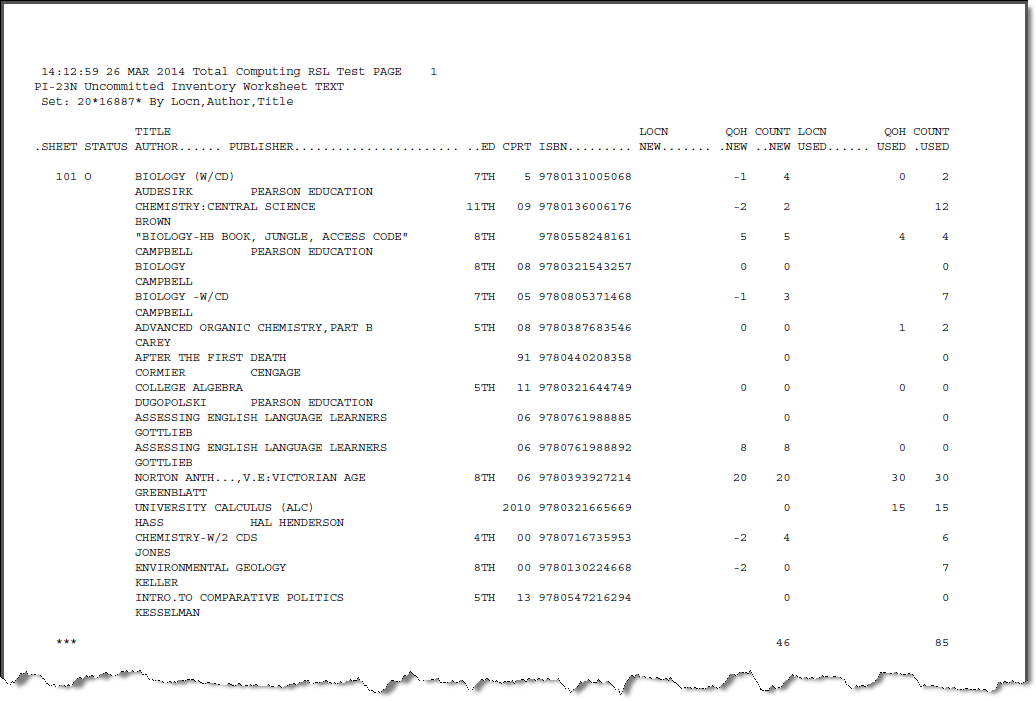 14:12:59 26 MAR 2014 Total Computing RSL Test PAGE    1
PI-23N Uncommitted Inventory Worksheet TEXT
Set: 20*16887* By Locn,Author,Title
TITLE LOCN QOH COUNT LOCN QOH COUNT
.SHEET STATUS AUTHOR...... PUBLISHER....................... ..ED CPRT ISBN......... NEW....... .NEW ..NEW USED...... USED .USED
101 O BIOLOGY (W/CD) 7TH 5 9780131005068 -1 4 0 2
AUDESIRK PEARSON EDUCATION
CHEMISTRY:CENTRAL SCIENCE 11TH 09 9780136006176 -2 2 12
BROWN
"BIOLOGY-HB BOOK, JUNGLE, ACCESS CODE" 8TH 9780558248161 5 5 4 4
CAMPBELL PEARSON EDUCATION
BIOLOGY 8TH 08 9780321543257 0 0 0
CAMPBELL
BIOLOGY -W/CD 7TH 05 9780805371468 -1 3 7
CAMPBELL
ADVANCED ORGANIC CHEMISTRY,PART B 5TH 08 9780387683546 0 0 1 2
CAREY
AFTER THE FIRST DEATH 91 9780440208358 0 0
CORMIER CENGAGE
COLLEGE ALGEBRA 5TH 11 9780321644749 0 0 0 0
DUGOPOLSKI PEARSON EDUCATION
ASSESSING ENGLISH LANGUAGE LEARNERS 06 9780761988885 0 0
GOTTLIEB
ASSESSING ENGLISH LANGUAGE LEARNERS 06 9780761988892 8 8 0 0
GOTTLIEB
NORTON ANTH...,V.E:VICTORIAN AGE 8TH 06 9780393927214 20 20 30 30
GREENBLATT
UNIVERSITY CALCULUS (ALC) 2010 9780321665669 0 15 15
HASS HAL HENDERSON
CHEMISTRY-W/2 CDS 4TH 00 9780716735953 -2 4 6
JONES
ENVIRONMENTAL GEOLOGY 8TH 00 9780130224668 -2 0 7
KELLER
INTRO.TO COMPARATIVE POLITICS 5TH 13 9780547216294 0 0
KESSELMAN
*** 46 85